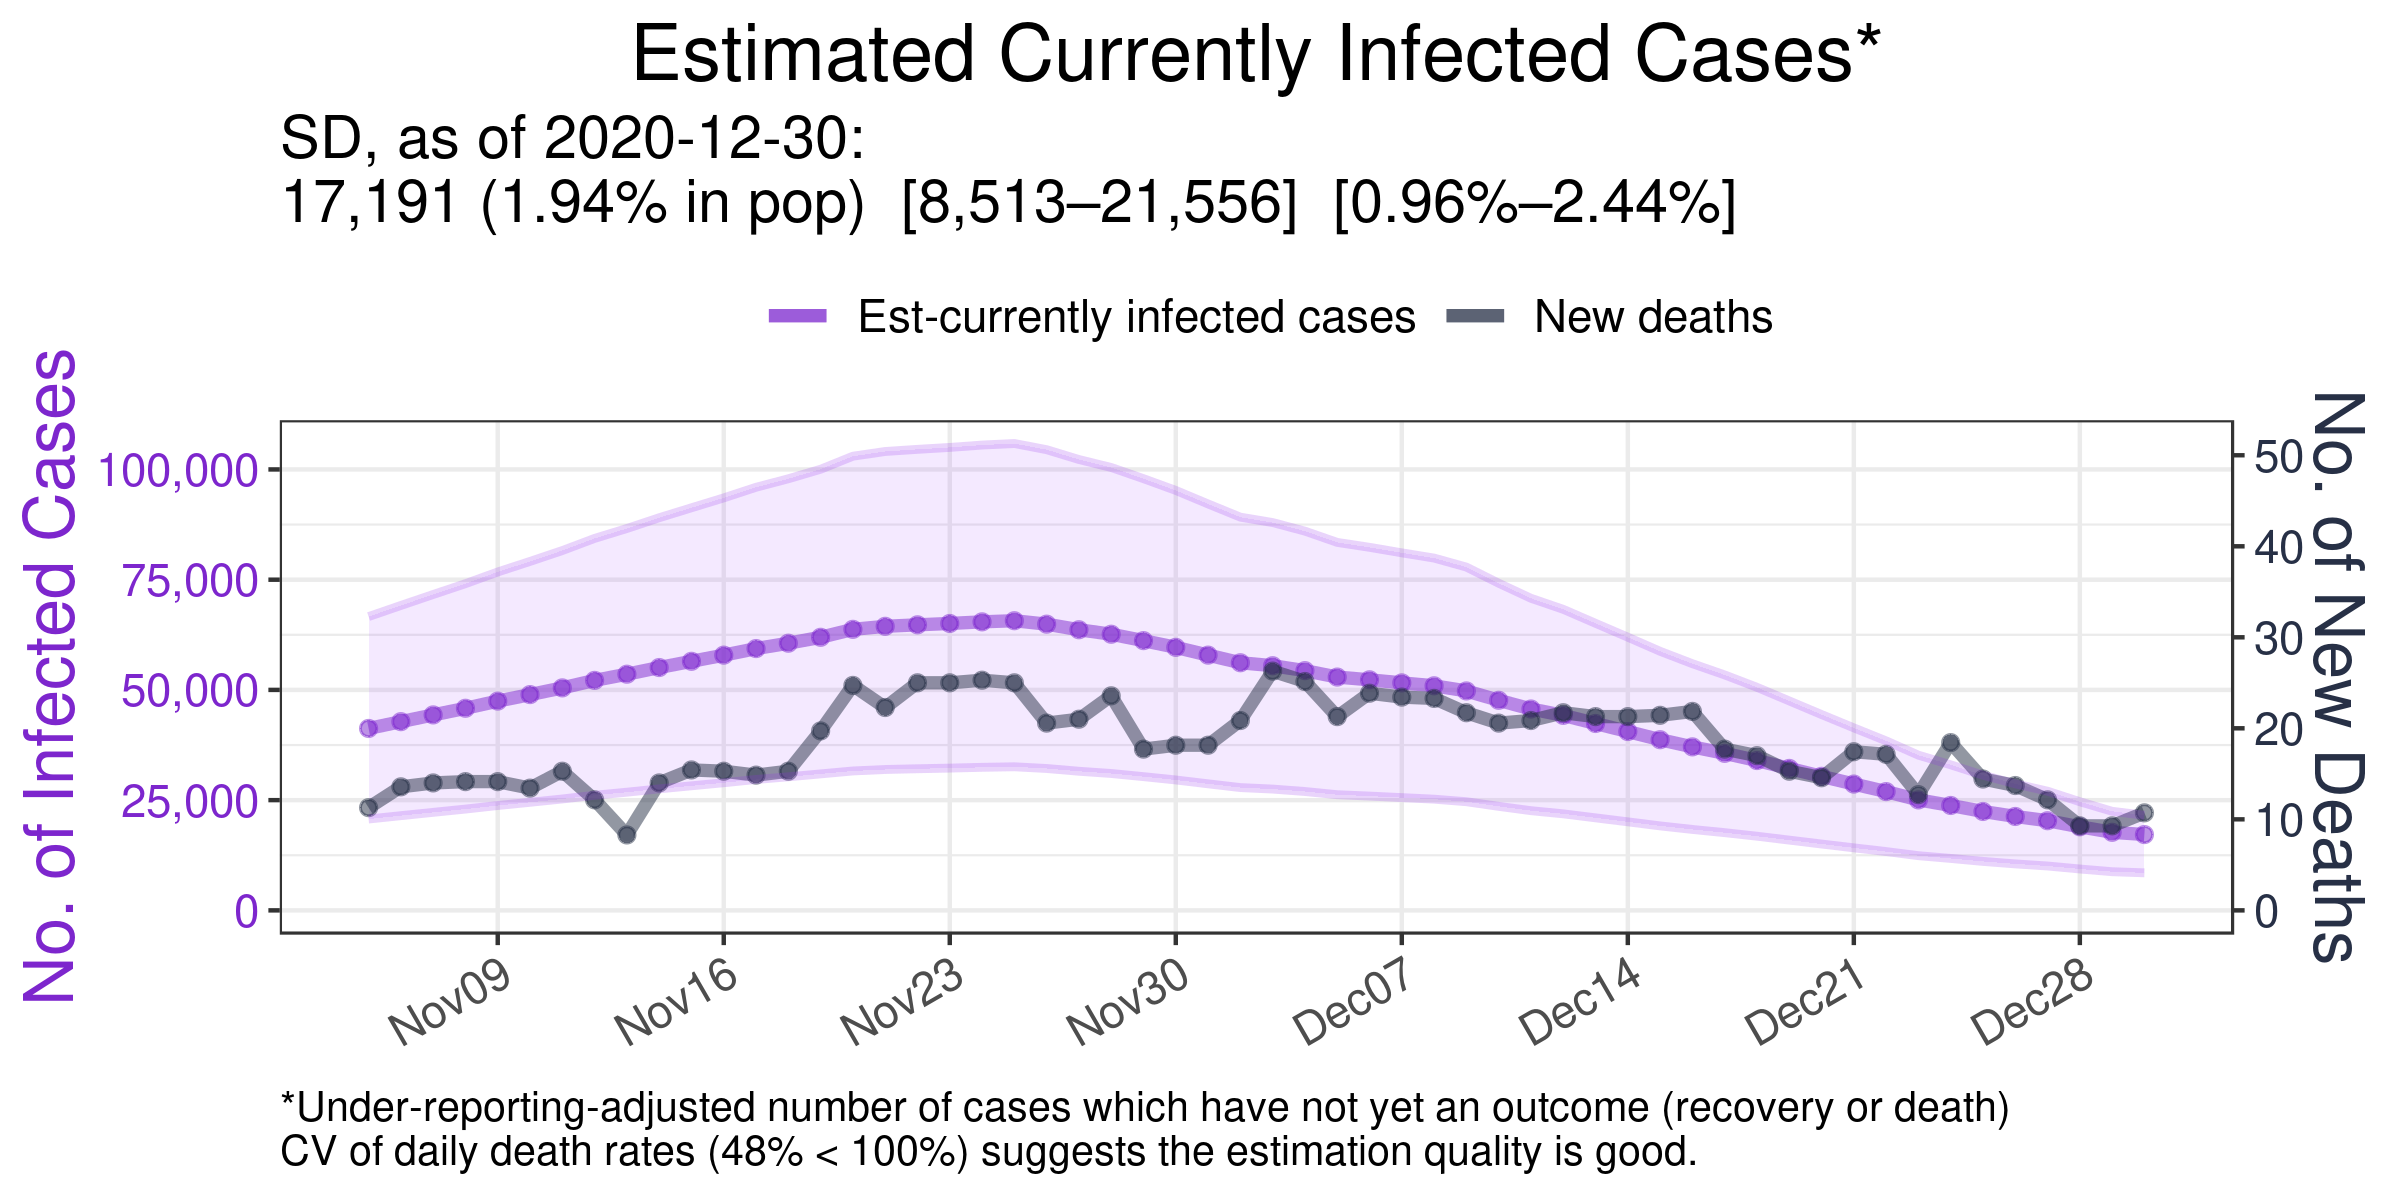 Estimated Currently Infected Cases*
SD, as of 2020-12-30:
17,191 (1.94% in pop) [8,513–21,556] [0.96%–2.44%]
Est-currently infected cases
New deaths
No. of Infected Cases
100,000
75,000
50,000
25,000
0
50
40
30
20
10
0
No. of New Deaths
Nov09
Nov16
Nov23
Nov30
Dec07
Dec14
Dec21
Dec28
*Under-reporting-adjusted number of cases which have not yet an outcome (recovery or death)
CV of daily death rates (48% < 100%) suggests the estimation quality is good.